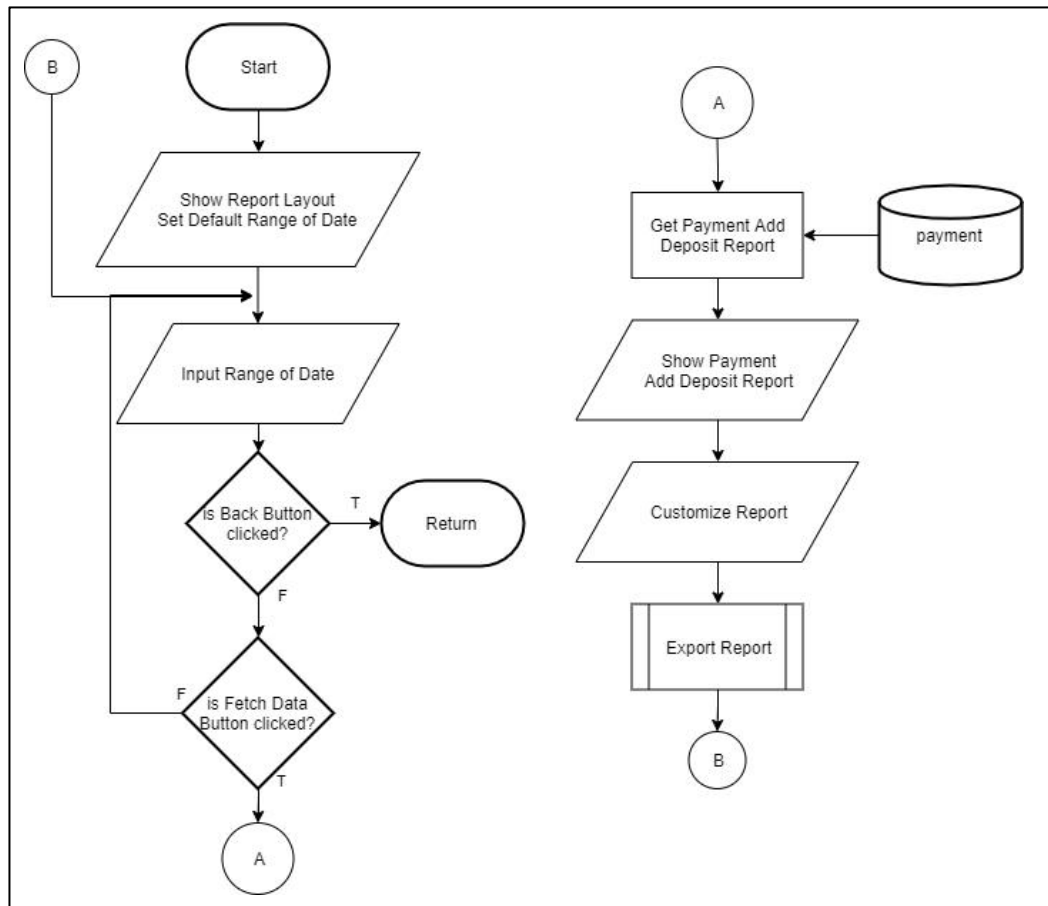 B
Start
Show Report Layout
Set Default Range of Date
Input Range of Date
is Back Button
clicked?
T
Return
F
is Fetch Data
Button clicked?
F
T
A
A
Get Payment Add
Deposit Report
payment
Show Payment
Add Deposit Report
Customize Report
Export Report
B